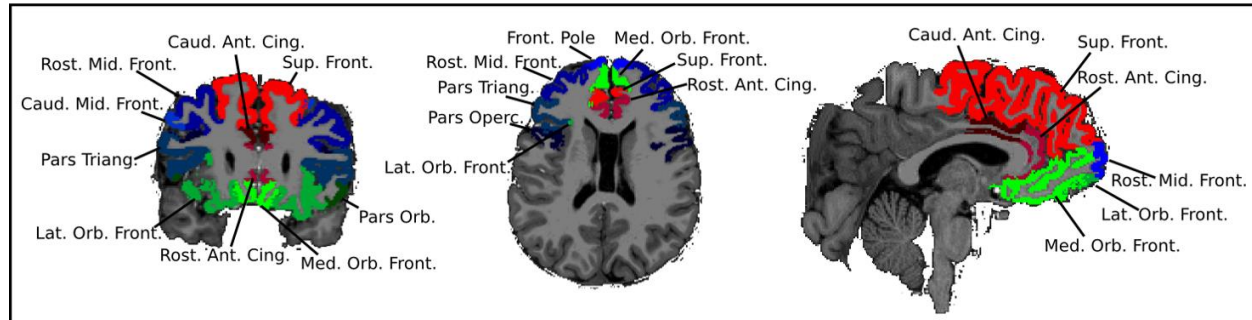 Caud. Ant. Cing.
Rost. Mid. Front.
Sup. Front.
Caud. Mid. Front.
Pars Triang.
Lat. Orb. Front.
Pars Orb.
Rost. Ant. Cing.
Med. Orb. Front.
Front. Pole
Med. Orb. Front.
Rost. Mid. Front.
Sup. Front.
Pars Triang.
Rost. Ant. Cing.
Pars Operc.
Lat. Orb. Front.
Caud. Ant. Cing.
Sup. Front.
Rost. Ant. Cing.
Rost. Mid. Front.
Lat. Orb. Front.
Med. Orb. Front.